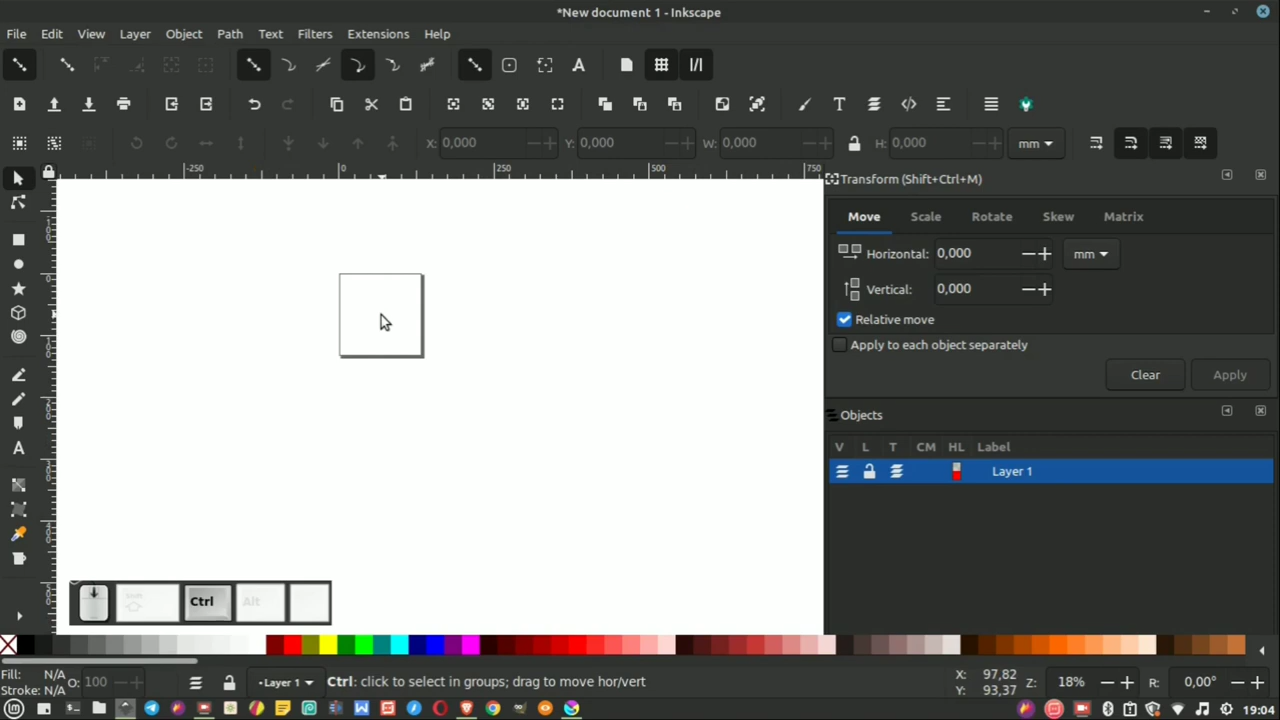 *New document 1 - Inkscape
File Edit View Layer Object Path Text Filters Extensions Help
X: 0,000 Y: 0,000 W: 0,000 H: 0,000 mm
-250 0 250 500 750
Transform (Shift+Ctrl+M)
Move Scale Rotate Skew Matrix
Horizontal: 0,000 mm
Vertical: 0,000
Relative move
Apply to each object separately
Clear Apply
Objects
V L T CM HL Label
Layer 1
Shift Ctrl Alt
Fill: N/A O: 100 •Layer 1 Ctrl: click to select in groups; drag to move hor/vert X: 97,82 Z: 18% R: 0,00°
Stroke: N/A Y: 93,37
19:04